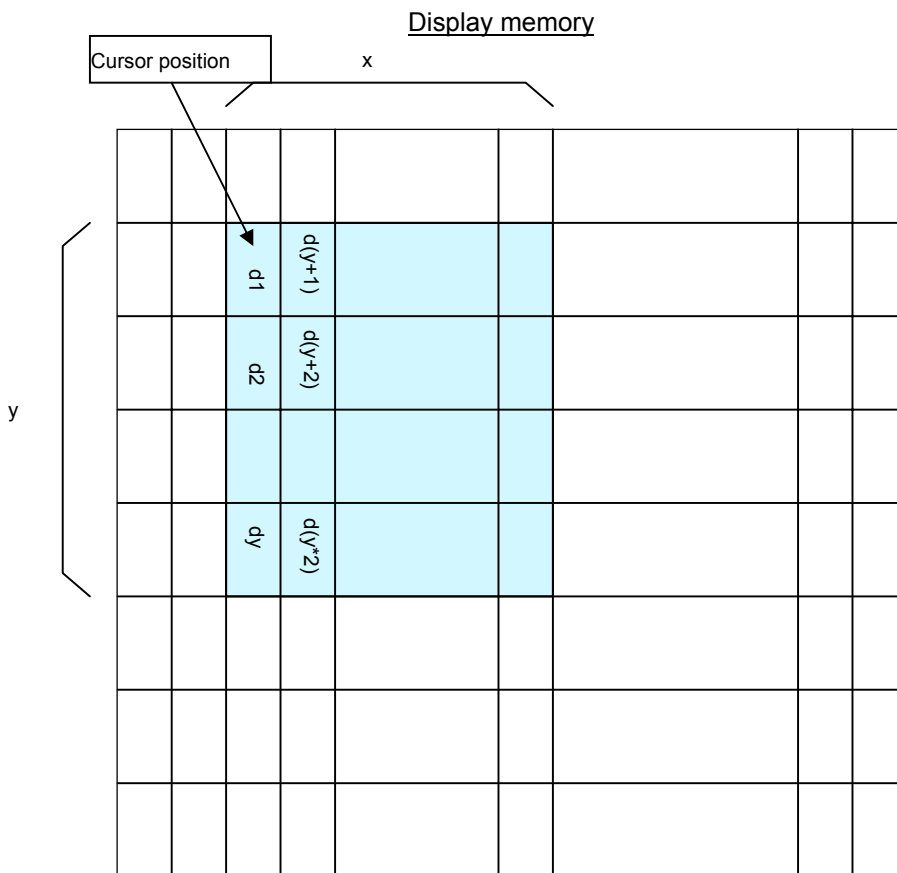 Display memory
Cursor position
x
d1
d(y+1)
d2
d(y+2)
y
dy
d(y*2)